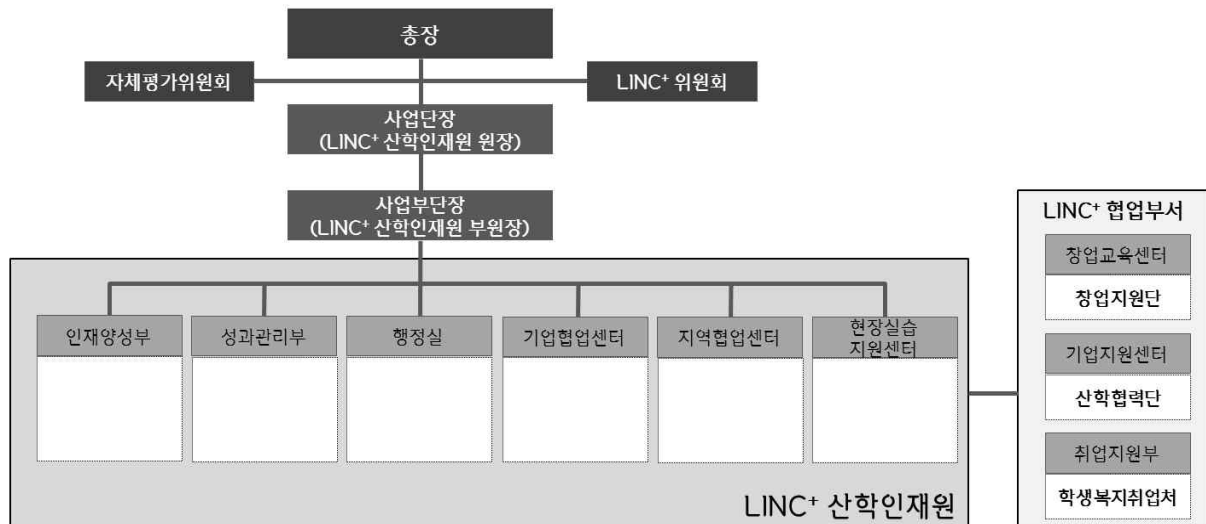 총장
자체평가위원회
LINC⁺ 위원회
사업단장
(LINC⁺ 산학인재원 원장)
사업부단장
(LINC⁺ 산학인재원 부원장)
인재양성부
성과관리부
행정실
기업협업센터
지역협업센터
현장실습
지원센터
LINC⁺ 산학인재원
LINC⁺ 협업부서
창업교육센터
창업지원단
기업지원센터
산학협력단
취업지원부
학생복지취업처